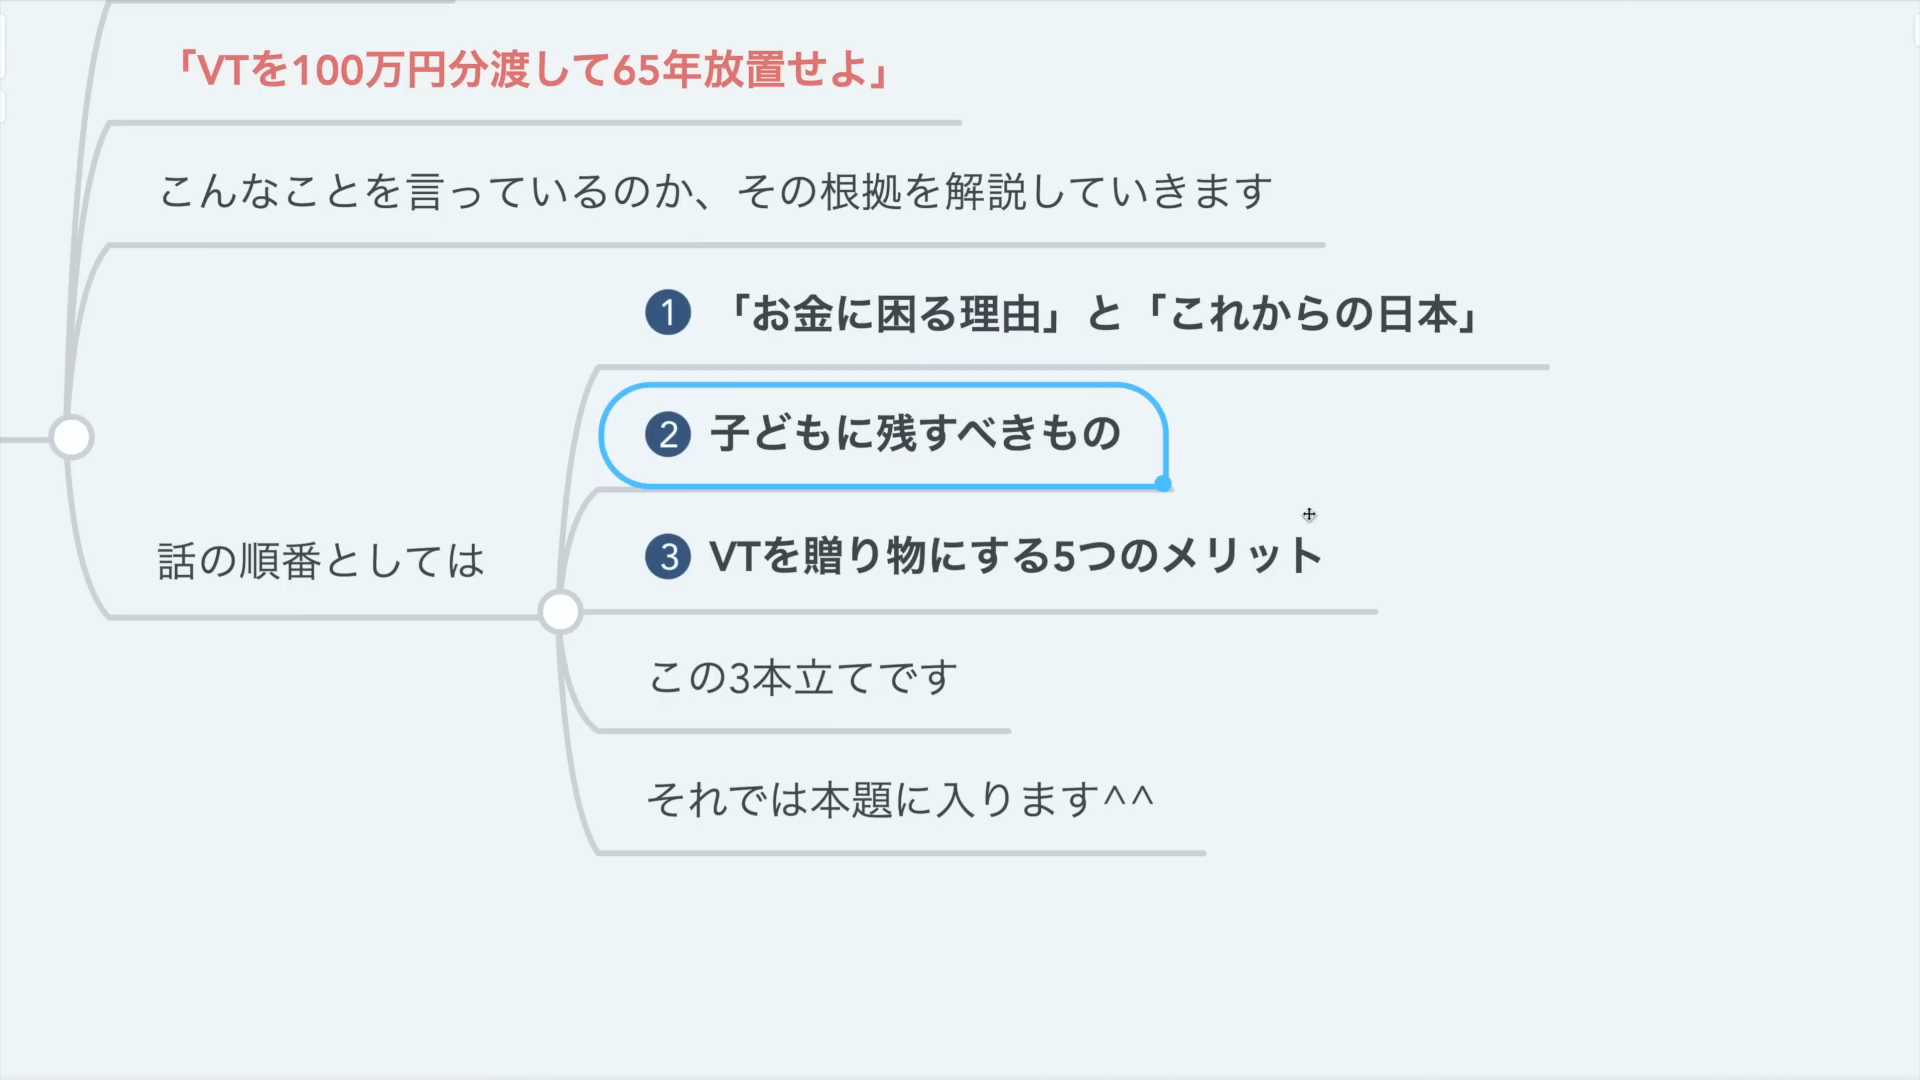 「VTを100万円分渡して65年放置せよ」
こんなことを言っているのか、その根拠を解説していきます
話の順番としては
❶ 「お金に困る理由」と「これからの日本」
❷ 子どもに残すべきもの
❸ VTを贈り物にする5つのメリット
この3本立てです
それでは本題に入ります^^